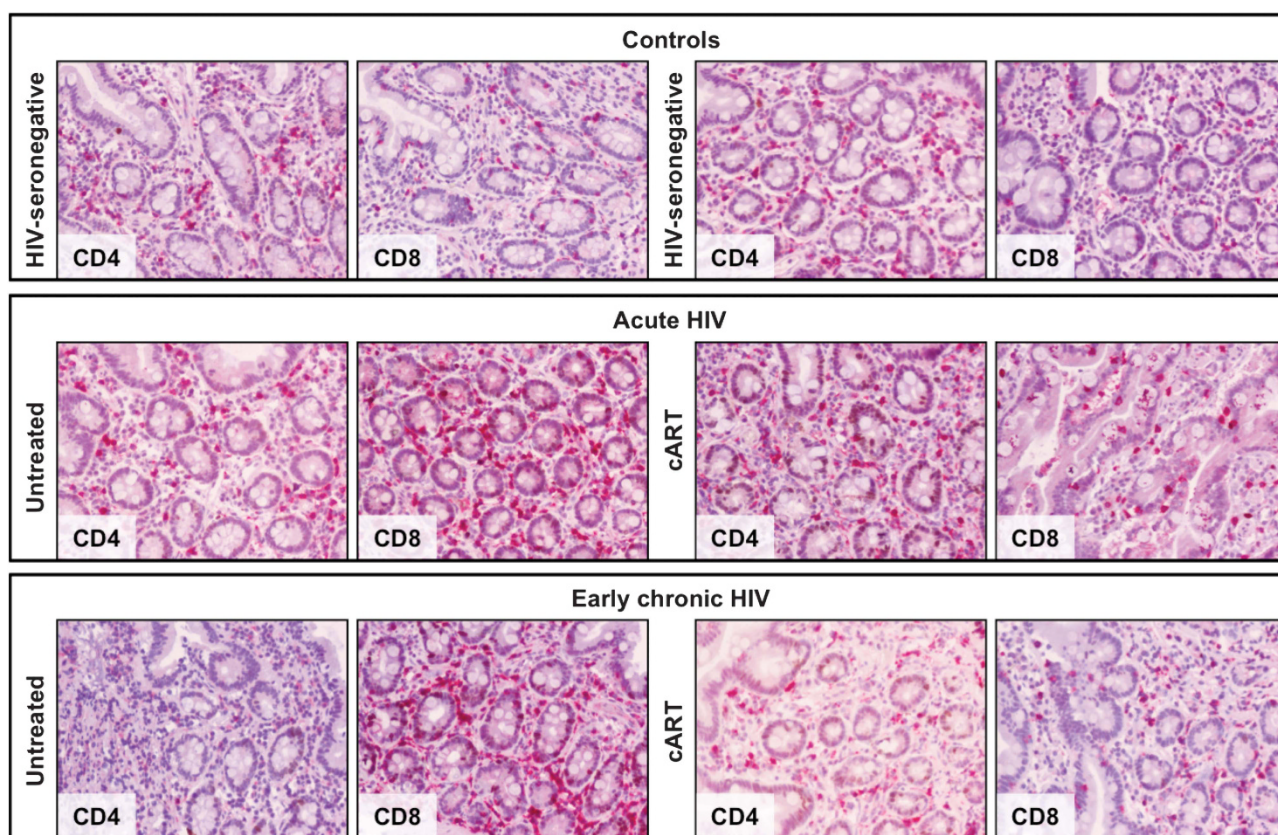 Controls
HIV-seronegative
CD4
CD8
HIV-seronegative
CD4
CD8
Acute HIV
Untreated
CD4
CD8
cART
CD4
CD8
Early chronic HIV
Untreated
CD4
CD8
cART
CD4
CD8